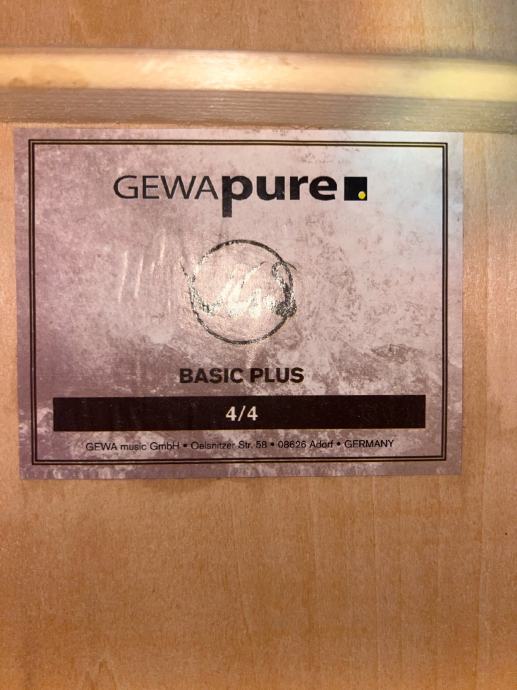 GEWApure
BASIC PLUS
4/4
GEWA music GmbH • Oelsnitzer Str. 58 • 08626 Adorf • GERMANY